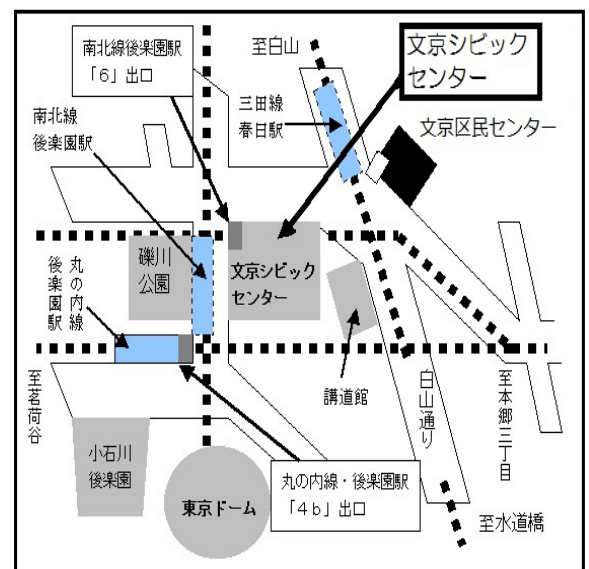 南北線後楽園駅
「6」出口
至白山
文京シビック
センター
三田線
春日駅
文京区民センター
南北線
後楽園駅
礫川
公園
文京シビック
センター
丸の内線
後楽園駅
講道館
白山通り
至本郷三丁目
至茗荷谷
小石川
後楽園
東京ドーム
丸の内線・後楽園駅
「4b」出口
至水道橋